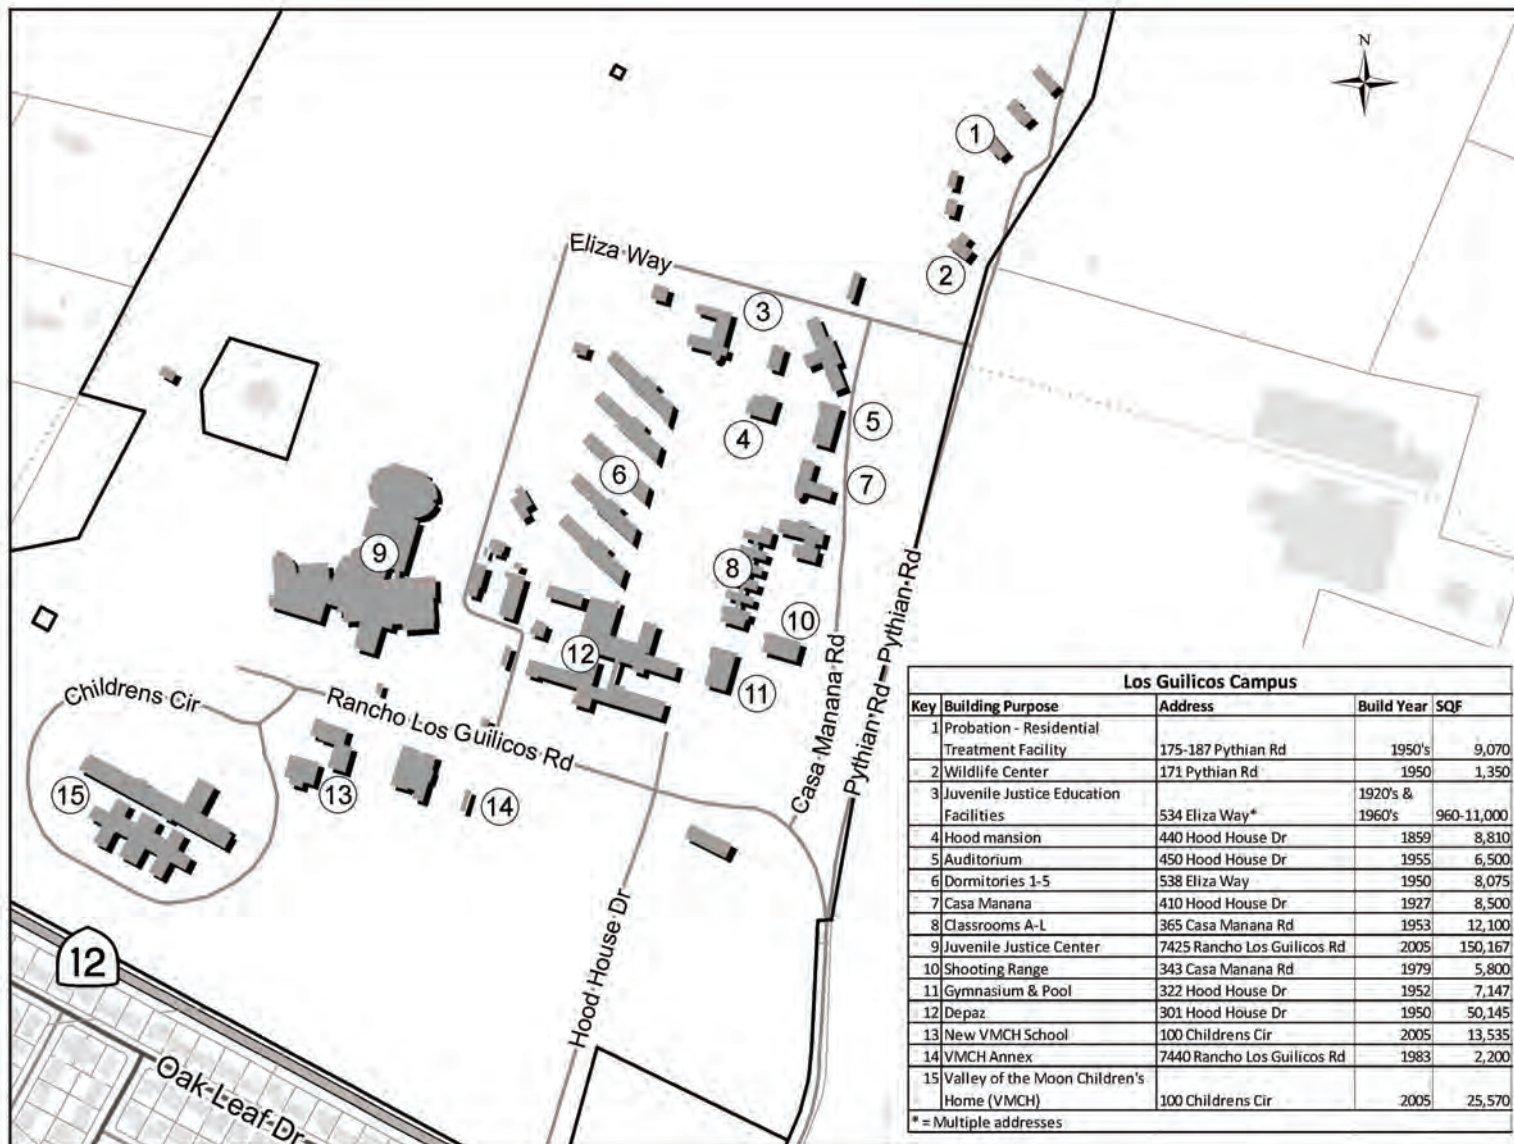 N
1
2
Eliza Way
3
4
5
6
7
8
9
10
11
12
Pythian Rd
Pythian Rd
Casa Manana Rd
Childrens Cir
Rancho Los Guilicos Rd
13
14
15
Hood House Dr
12
Oak Leaf Dr
Los Guilicos Campus
Key Building Purpose Address Build Year SQF
1 Probation - Residential
Treatment Facility 175-187 Pythian Rd 1950's 9,070
2 Wildlife Center 171 Pythian Rd 1950 1,350
3 Juvenile Justice Education 1920's &
Facilities 534 Eliza Way* 1960's 960-11,000
4 Hood mansion 440 Hood House Dr 1859 8,810
5 Auditorium 450 Hood House Dr 1955 6,500
6 Dormitories 1-5 538 Eliza Way 1950 8,075
7 Casa Manana 410 Hood House Dr 1927 8,500
8 Classrooms A-L 365 Casa Manana Rd 1953 12,100
9 Juvenile Justice Center 7425 Rancho Los Guilicos Rd 2005 150,167
10 Shooting Range 343 Casa Manana Rd 1979 5,800
11 Gymnasium & Pool 322 Hood House Dr 1952 7,147
12 Depaz 301 Hood House Dr 1950 50,145
13 New VMCH School 100 Childrens Cir 2005 13,535
14 VMCH Annex 7440 Rancho Los Guilicos Rd 1983 2,200
15 Valley of the Moon Children's
Home (VMCH) 100 Childrens Cir 2005 25,570
* = Multiple addresses